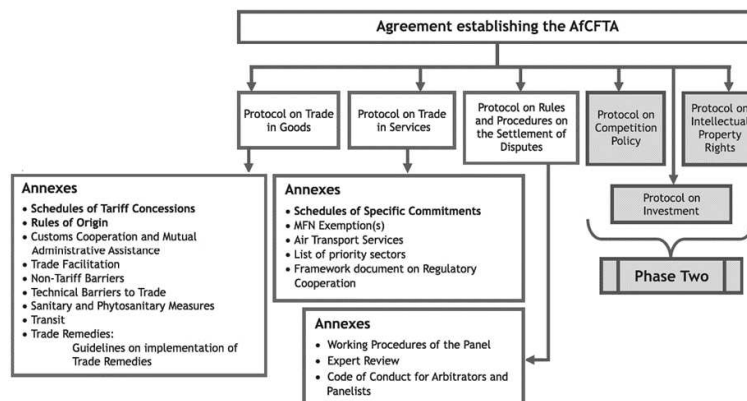 Agreement establishing the AfCFTA
Protocol on Trade
in Goods
Protocol on Trade
in Services
Protocol on Rules
and Procedures on
the Settlement of
Disputes
Protocol on
Competition
Policy
Protocol on
Intellectual
Property
Rights
Protocol on
Investment
Phase Two
Annexes
• Schedules of Tariff Concessions
• Rules of Origin
• Customs Cooperation and Mutual
Administrative Assistance
• Trade Facilitation
• Non-Tariff Barriers
• Technical Barriers to Trade
• Sanitary and Phytosanitary Measures
• Transit
• Trade Remedies:
Guidelines on implementation of
Trade Remedies
Annexes
• Schedules of Specific Commitments
• MFN Exemption(s)
• Air Transport Services
• List of priority sectors
• Framework document on Regulatory
Cooperation
Annexes
• Working Procedures of the Panel
• Expert Review
• Code of Conduct for Arbitrators and
Panelists